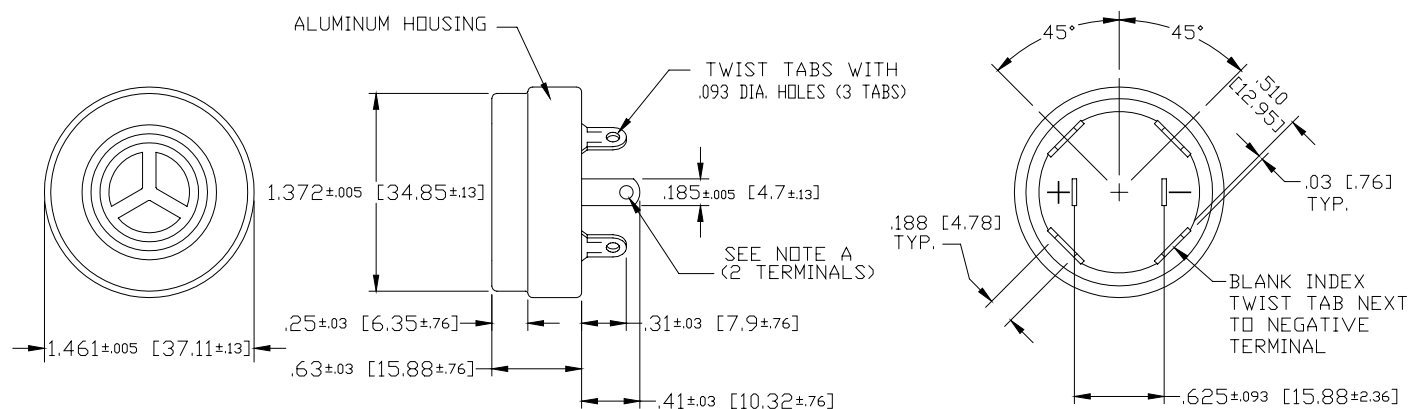 ALUMINUM HOUSING
TWIST TABS WITH
.093 DIA. HOLES (3 TABS)
1.372±.005 [34.85±.13]
.185±.005 [4.7±.13]
SEE NOTE A
(2 TERMINALS)
.25±.03 [6.35±.76]
.31±.03 [7.9±.76]
1.461±.005 [37.11±.13]
.63±.03 [15.88±.76]
.41±.03 [10.32±.76]
45°
45°
.510
[12.95]
.03 [.76]
TYP.
+
−
.188 [4.78]
TYP.
BLANK INDEX
TWIST TAB NEXT
TO NEGATIVE
TERMINAL
.625±.093 [15.88±2.36]